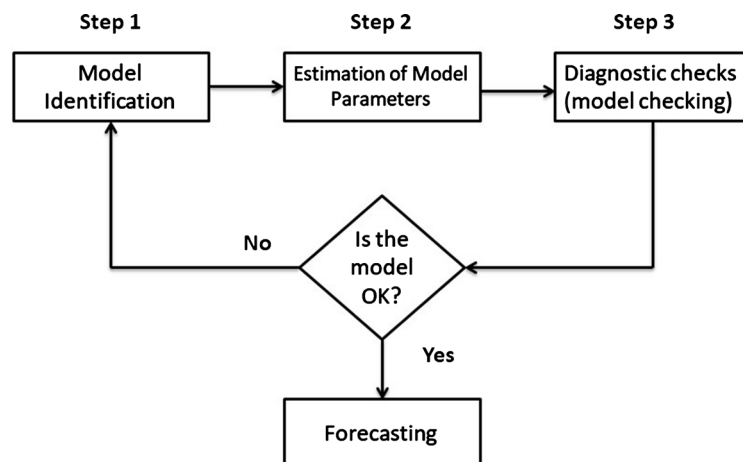 Step 1
Step 2
Step 3
Model
Identification
Estimation of Model
Parameters
Diagnostic checks
(model checking)
No
Is the
model
OK?
Yes
Forecasting